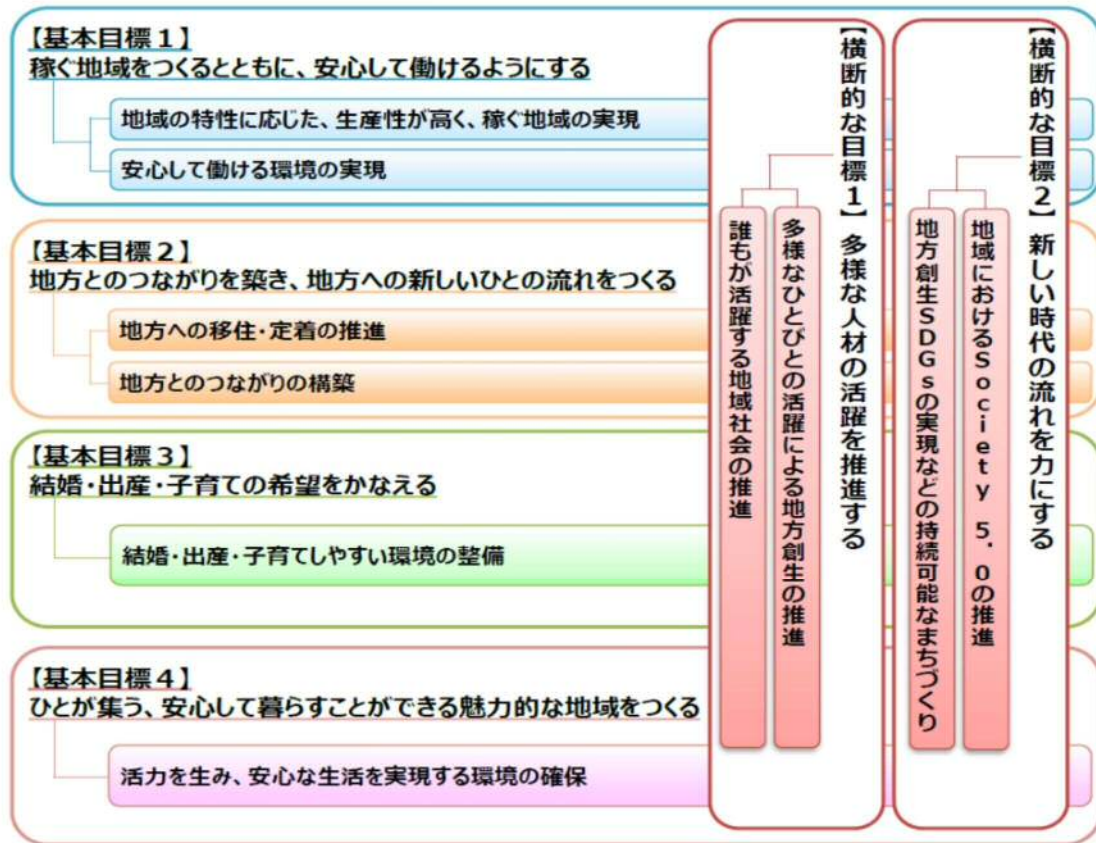 【基本目標１】
稼ぐ地域をつくるとともに、安心して働けるようにする
地域の特性に応じた、生産性が高く、稼ぐ地域の実現
安心して働ける環境の実現
【基本目標２】
地方とのつながりを築き、地方への新しいひとの流れをつくる
地方への移住・定着の推進
地方とのつながりの構築
【基本目標３】
結婚・出産・子育ての希望をかなえる
結婚・出産・子育てしやすい環境の整備
【基本目標４】
ひとが集う、安心して暮らすことができる魅力的な地域をつくる
活力を生み、安心な生活を実現する環境の確保
【横断的な目標１】多様な人材の活躍を推進する
多様なひとびとの活躍による地方創生の推進
誰もが活躍する地域社会の推進
【横断的な目標２】新しい時代の流れを力にする
地域におけるSociety 5.0の推進
地方創生SDGsの実現などの持続可能なまちづくり